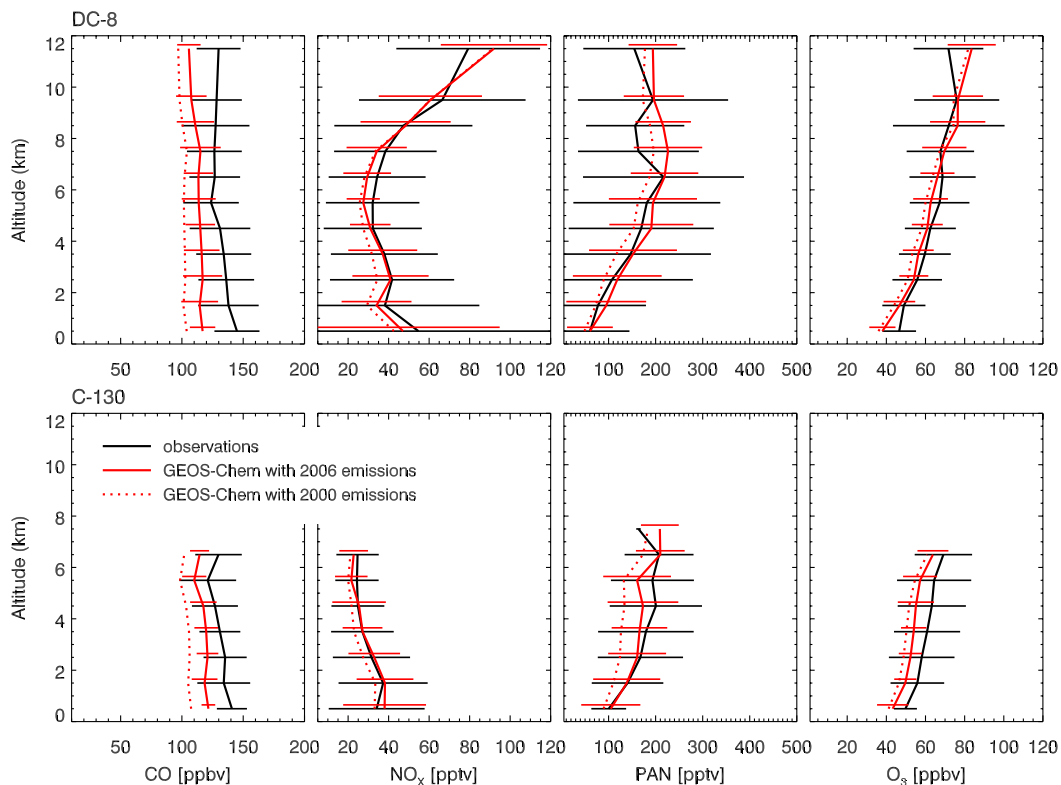 DC-8
12
10
8
6
4
2
0
Altitude (km)
50 100 150 200
20 40 60 80 100 120
100 200 300 400 500
20 40 60 80 100 120
C-130
observations
GEOS-Chem with 2006 emissions
GEOS-Chem with 2000 emissions
12
10
8
6
4
2
0
Altitude (km)
50 100 150 200
20 40 60 80 100 120
100 200 300 400 500
20 40 60 80 100 120
CO [ppbv]
NOx [pptv]
PAN [pptv]
O3 [ppbv]